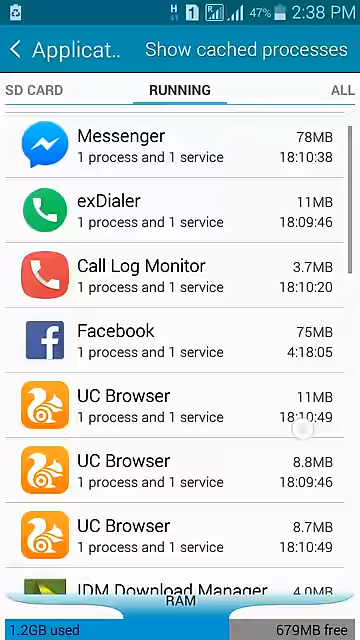 H 1 R 47% 2:38 PM
Applicat.. Show cached processes
SD CARD RUNNING ALL
Messenger 78MB
1 process and 1 service 18:10:38
exDialer 11MB
1 process and 1 service 18:09:46
Call Log Monitor 3.7MB
1 process and 1 service 18:10:20
Facebook 75MB
1 process and 1 service 4:18:05
UC Browser 11MB
1 process and 1 service 18:10:49
UC Browser 8.8MB
1 process and 1 service 18:09:46
UC Browser 8.7MB
1 process and 1 service 18:10:49
IDM Download Manager 4.0MB
RAM
1.2GB used 679MB free